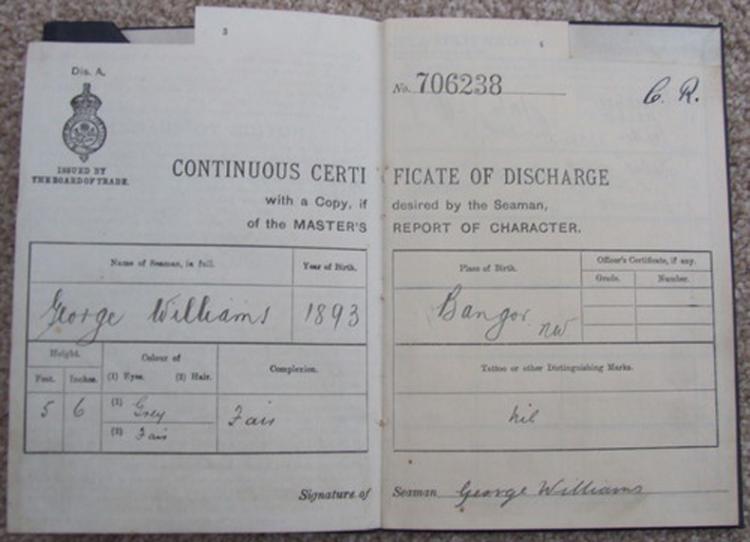 3
Dis. A.
ISSUED BY
THE BOARD OF TRADE.
CONTINUOUS CERTI
with a Copy, if
of the MASTER'S
Name of Seaman, in full.
Year of Birth.
George Williams
1893
Height.
Feet.
Inches.
Colour of
(1) Eyes.
(2) Hair.
Complexion.
5
6
(1) Grey
(2) Fair
Fair
Signature of
No. 706238
C. R.
FICATE OF DISCHARGE
desired by the Seaman,
REPORT OF CHARACTER.
Place of Birth.
Officer's Certificate, if any.
Grade.
Number.
Bangor NW
Tattoo or other Distinguishing Marks.
nil
Seaman George Williams